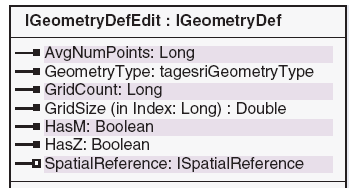 IGeometryDefEdit : IGeometryDef
AvgNumPoints: Long
GeometryType: tagesriGeometryType
GridCount: Long
GridSize (in Index: Long) : Double
HasM: Boolean
HasZ: Boolean
SpatialReference: ISpatialReference